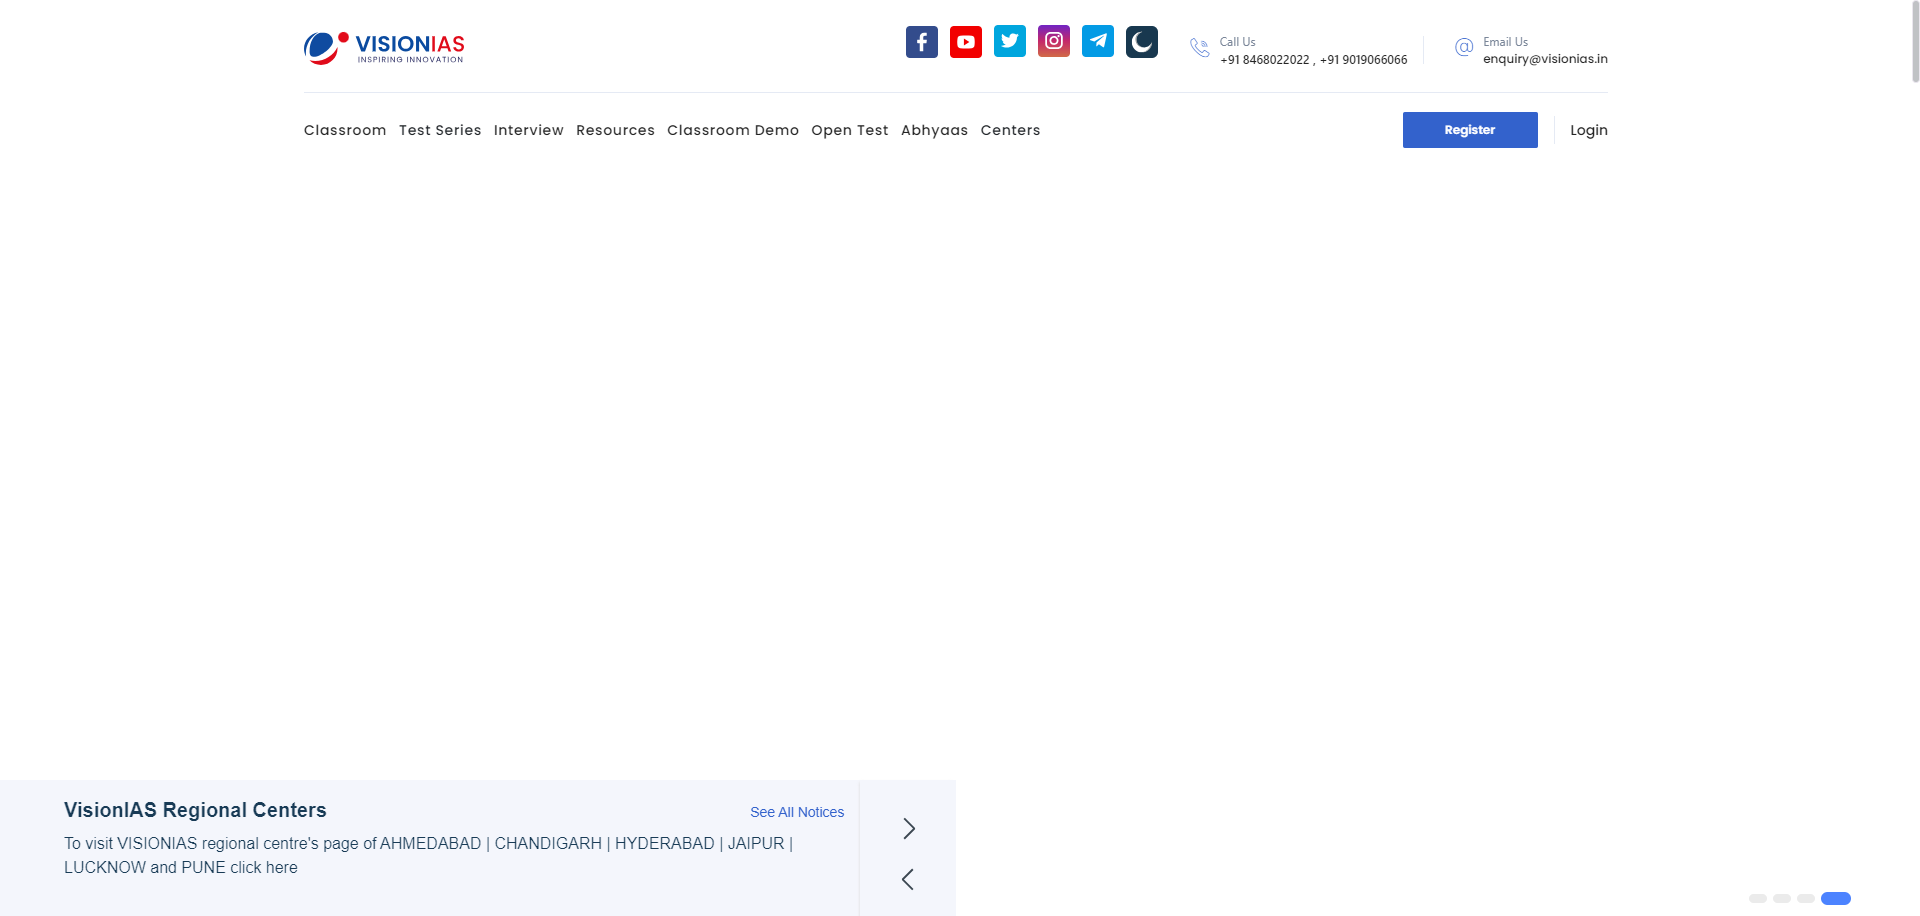 VISIONIAS
INSPIRING INNOVATION
Call Us
+91 8468022022 , +91 9019066066
Email Us
enquiry@visionias.in
Classroom Test Series Interview Resources Classroom Demo Open Test Abhyaas Centers
Register
Login
VisionIAS Regional Centers
See All Notices
To visit VISIONIAS regional centre's page of AHMEDABAD | CHANDIGARH | HYDERABAD | JAIPUR |
LUCKNOW and PUNE click here